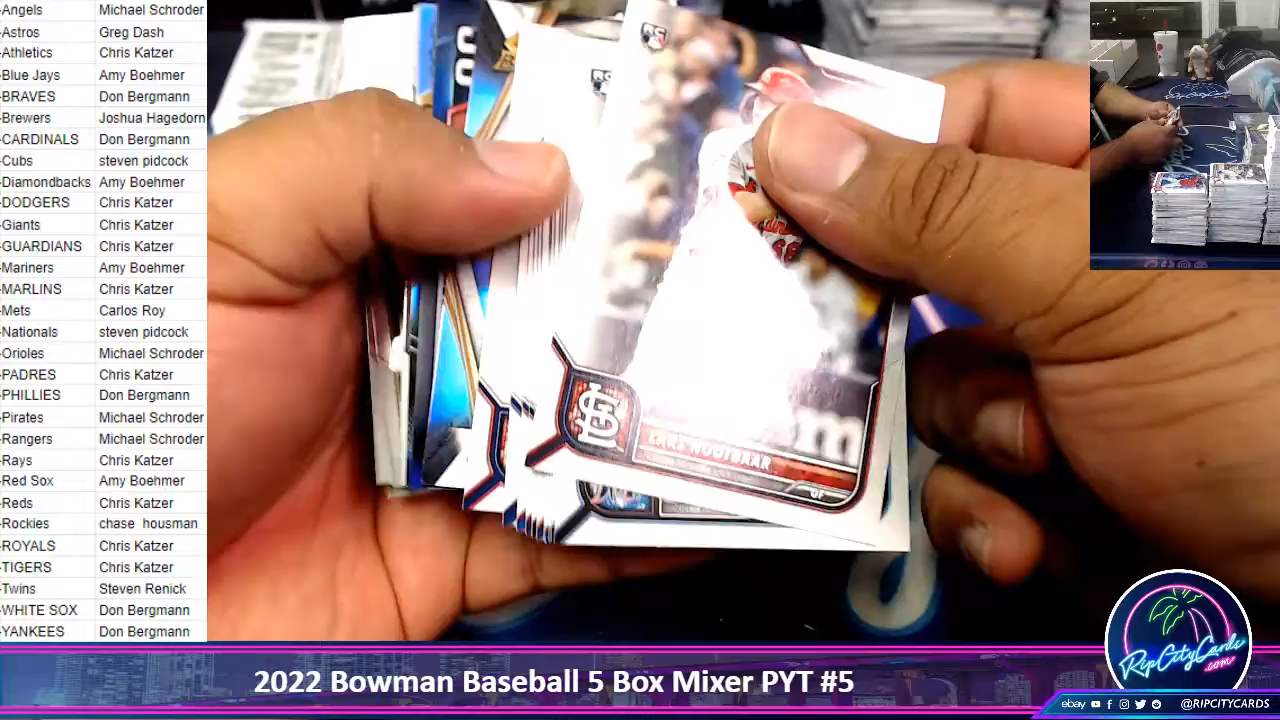 -Angels Michael Schroder
-Astros Greg Dash
-Athletics Chris Katzer
-Blue Jays Amy Boehmer
-BRAVES Don Bergmann
-Brewers Joshua Hagedorn
-CARDINALS Don Bergmann
-Cubs steven pidcock
-Diamondbacks Amy Boehmer
-DODGERS Chris Katzer
-Giants Chris Katzer
-GUARDIANS Chris Katzer
-Mariners Amy Boehmer
-MARLINS Chris Katzer
-Mets Carlos Roy
-Nationals steven pidcock
-Orioles Michael Schroder
-PADRES Chris Katzer
-PHILLIES Don Bergmann
-Pirates Michael Schroder
-Rangers Michael Schroder
-Rays Chris Katzer
-Red Sox Amy Boehmer
-Reds Chris Katzer
-Rockies chase housman
-ROYALS Chris Katzer
-TIGERS Chris Katzer
-Twins Steven Renick
-WHITE SOX Don Bergmann
-YANKEES Don Bergmann
RC
LARS NOOTBAAR
OF
RipCityCards
.com
2022 Bowman Baseball 5 Box Mixer PYT #5
ebay @RIPCITYCARDS